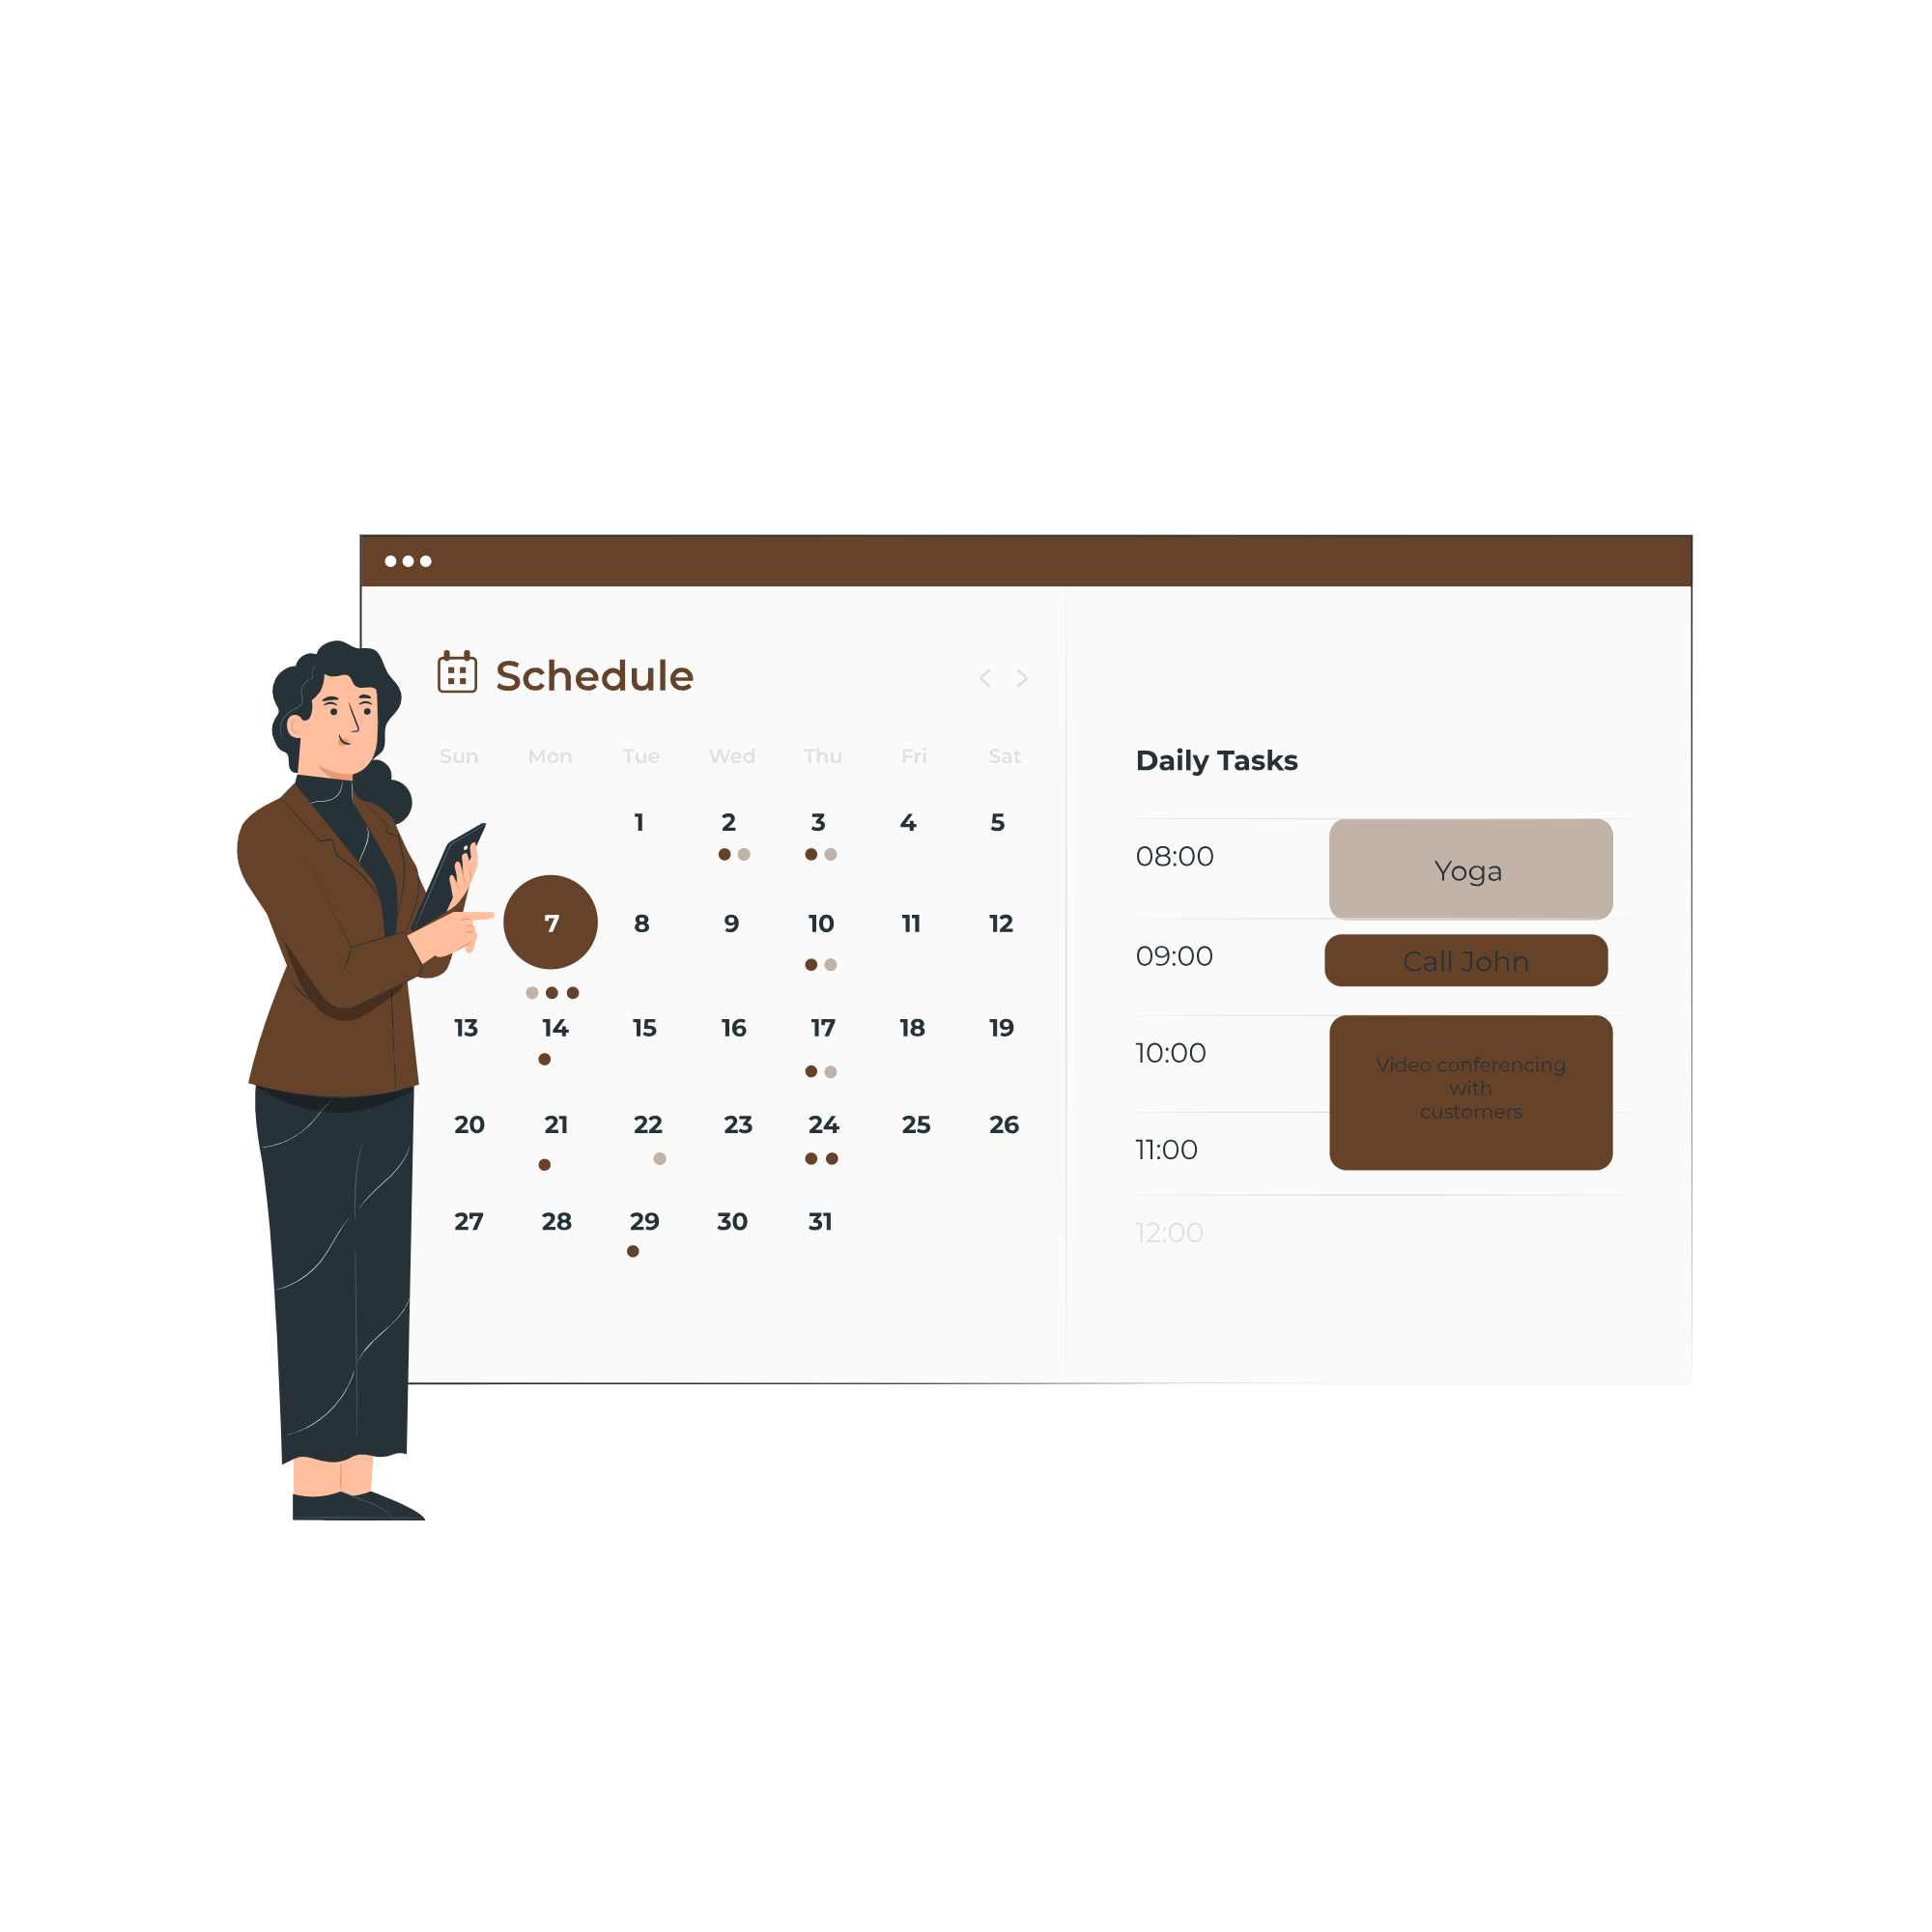 Schedule
Sun Mon Tue Wed Thu Fri Sat
1 2 3 4 5
7 8 9 10 11 12
13 14 15 16 17 18 19
20 21 22 23 24 25 26
27 28 29 30 31
Daily Tasks
08:00 Yoga
09:00 Call John
10:00
Video conferencing
with
customers
11:00
12:00